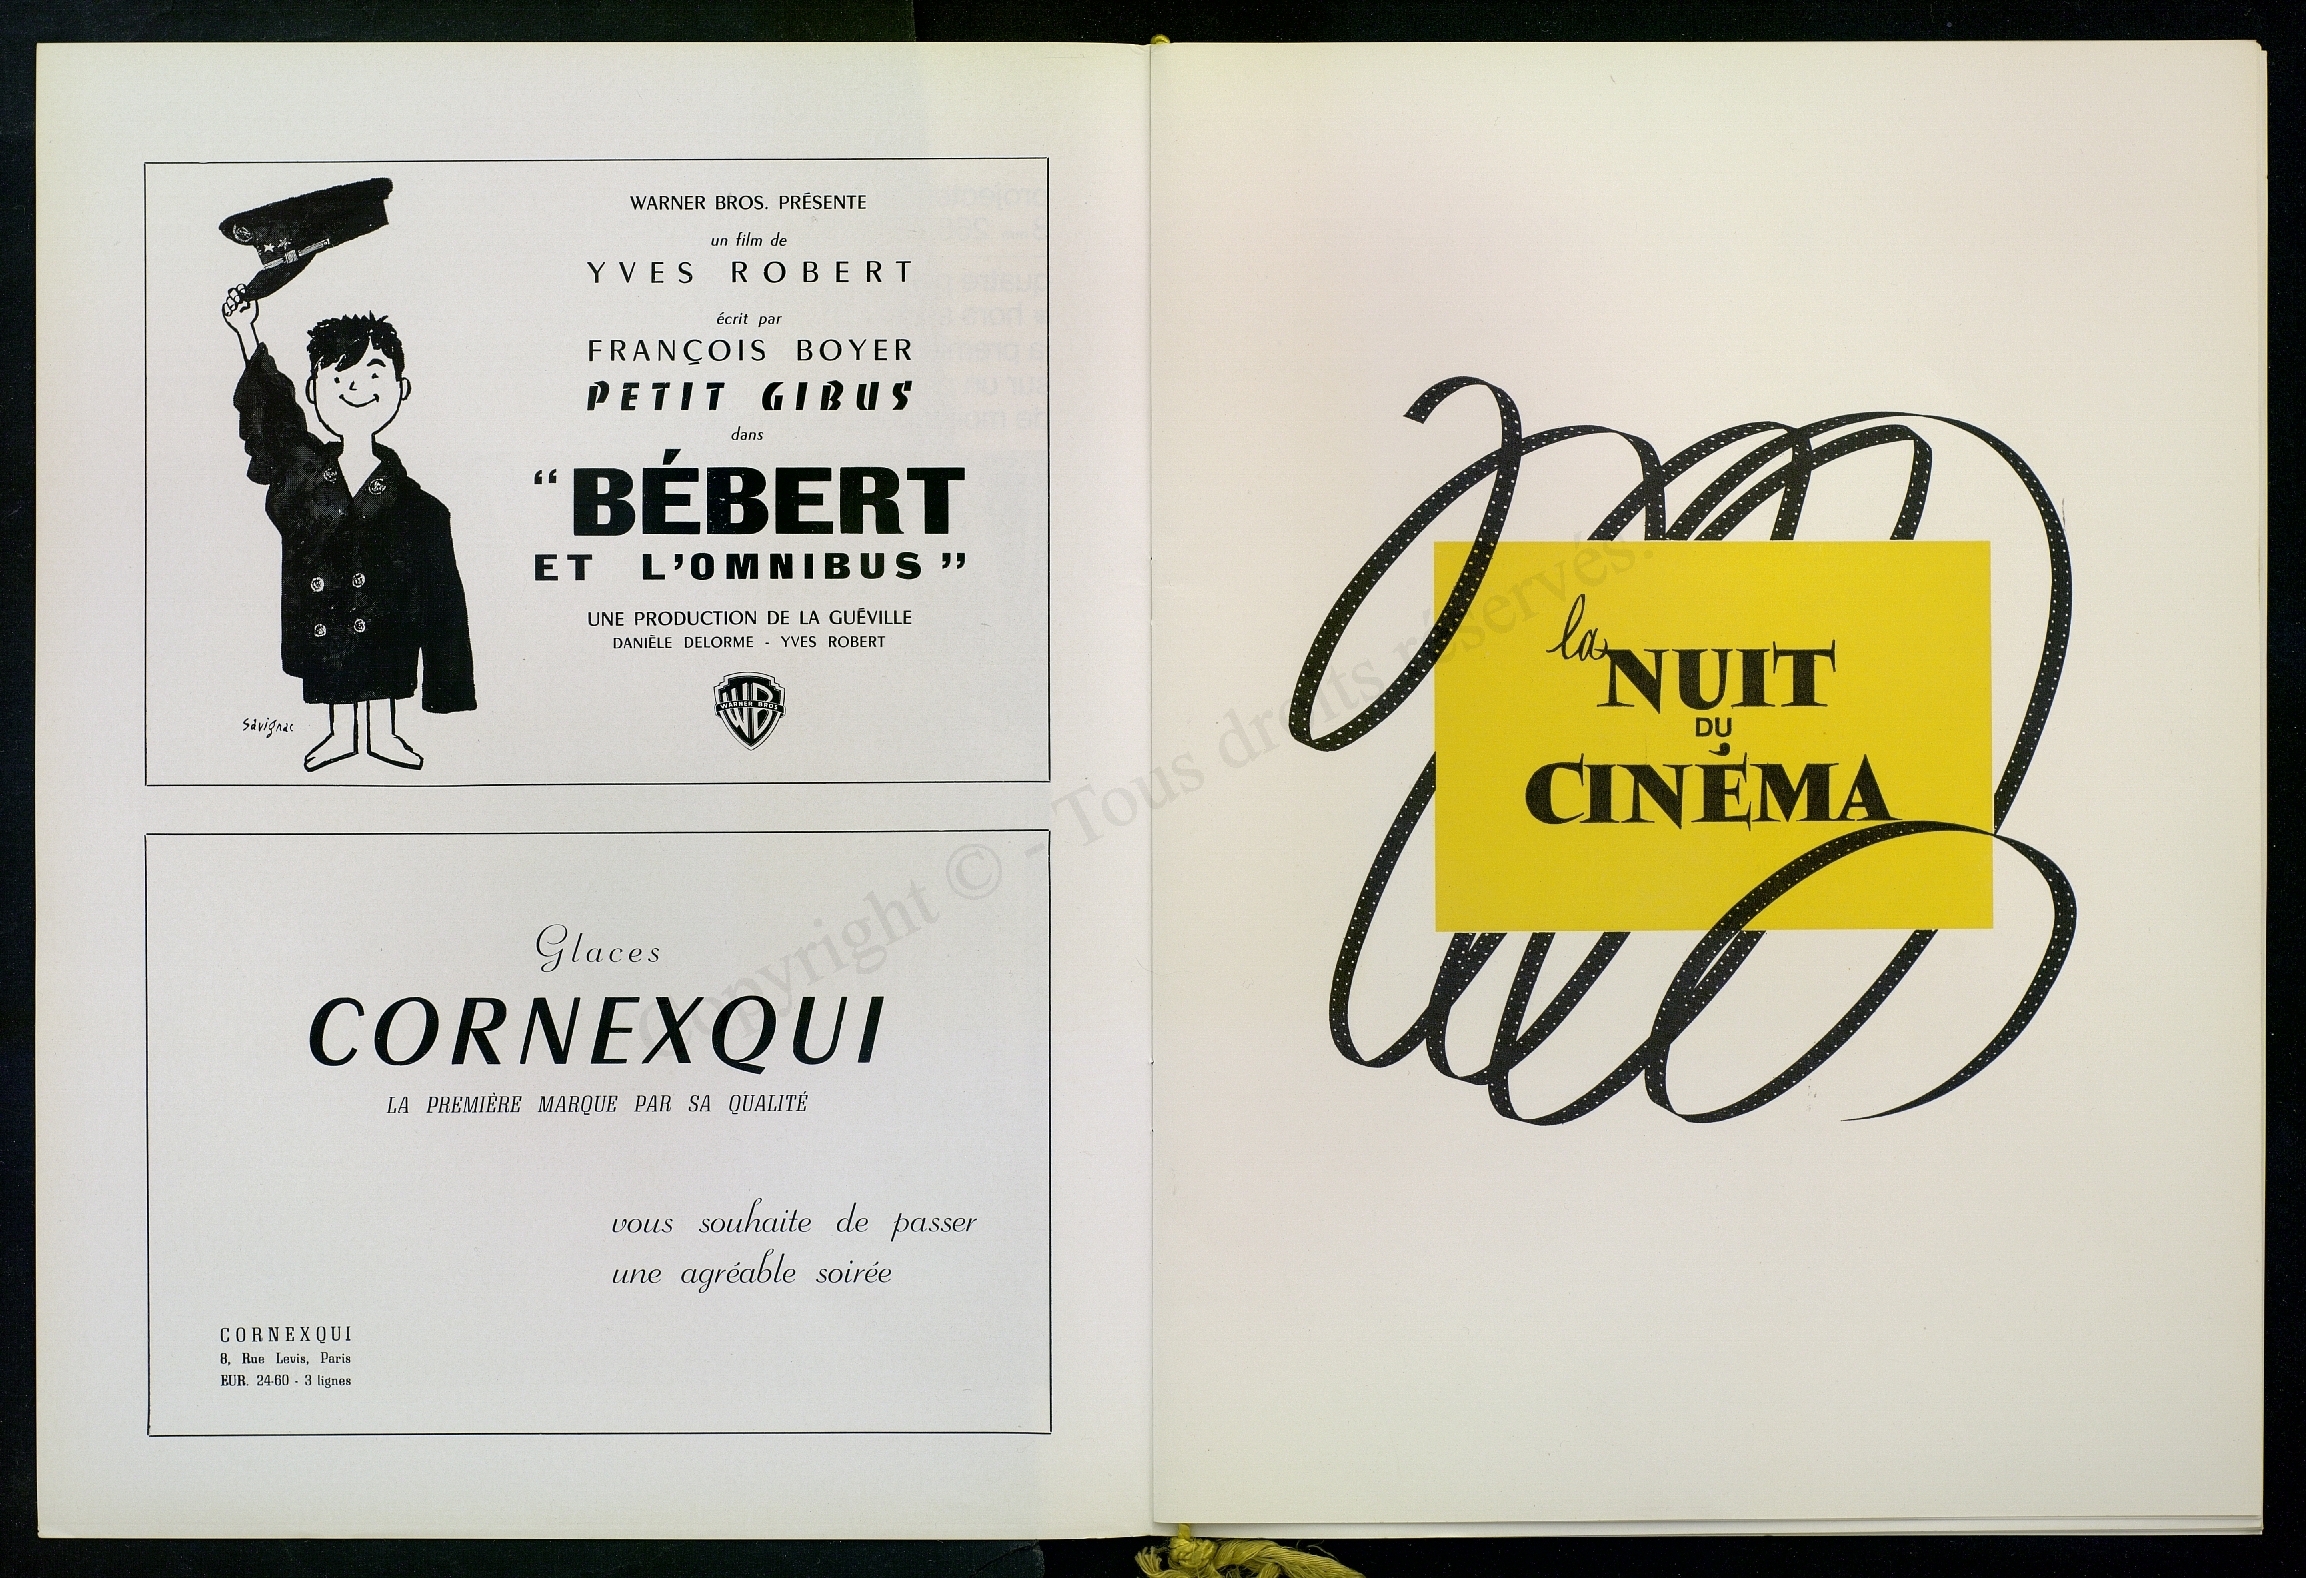 WARNER BROS. PRÉSENTE
un film de
YVES ROBERT
écrit par
FRANÇOIS BOYER
PETIT GIBUS
dans
“BÉBERT
ET L’OMNIBUS”
UNE PRODUCTION DE LA GUÉVILLE
DANIÈLE DELORME - YVES ROBERT
WB
WARNER BROS
Savignac
Glaces
CORNEXQUI
LA PREMIÈRE MARQUE PAR SA QUALITÉ
vous souhaite de passer
une agréable soirée
CORNEXQUI
8, Rue Levis, Paris
EUR. 24-60 - 3 lignes
la NUIT
DU
CINÉMA
Copyright © - Tous droits réservés.